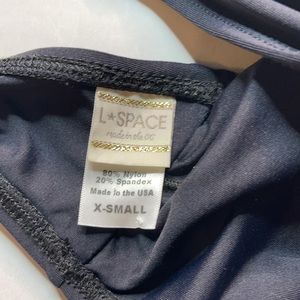 L*SPACE
made in the OC
80% Nylon
20% Spandex
Made in the USA
X-SMALL